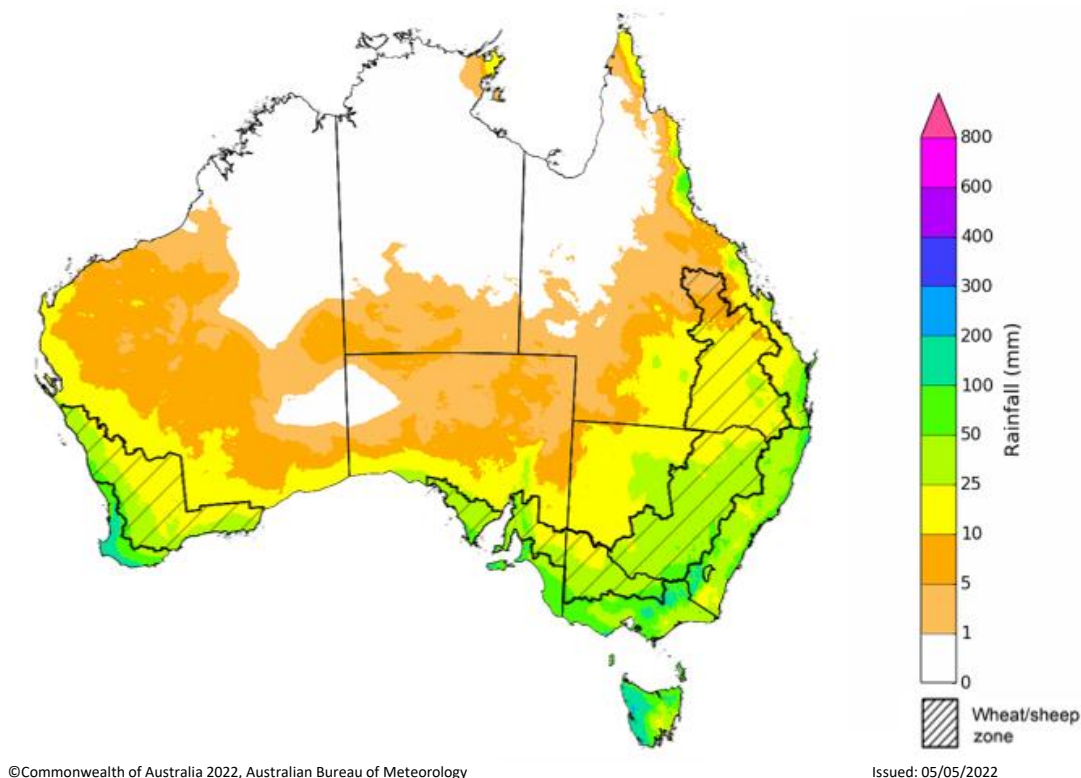 800
600
400
300
200
100
50
25
10
5
1
0
Rainfall (mm)
Wheat/sheep
zone
©Commonwealth of Australia 2022, Australian Bureau of Meteorology
Issued: 05/05/2022